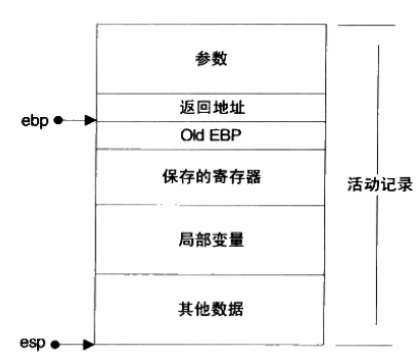 参数
返回地址
ebp
Old EBP
保存的寄存器
活动记录
局部变量
其他数据
esp